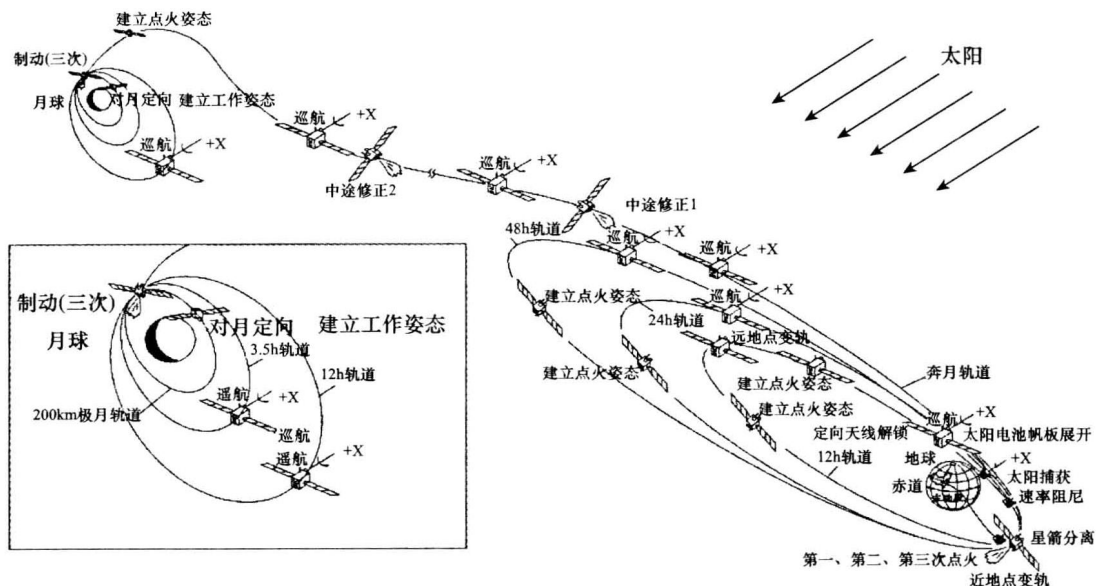 建立点火姿态
太阳
制动(三次)
月球
对月定向 建立工作姿态
巡航
+X
巡航
+X
中途修正2
巡航
+X
中途修正1
48h轨道
巡航
+X
巡航
+X
建立点火姿态
巡航
+X
24h轨道
远地点变轨
建立点火姿态
建立点火姿态
建立点火姿态
奔月轨道
定向天线解锁
巡航
+X
太阳电池帆板展开
12h轨道
地球
+X
太阳捕获
赤道
速率阻尼
星箭分离
第一、第二、第三次点火
近地点变轨
制动(三次)
月球
对月定向
建立工作姿态
3.5h轨道
12h轨道
200km极月轨道
遥航
+X
巡航
遥航
+X